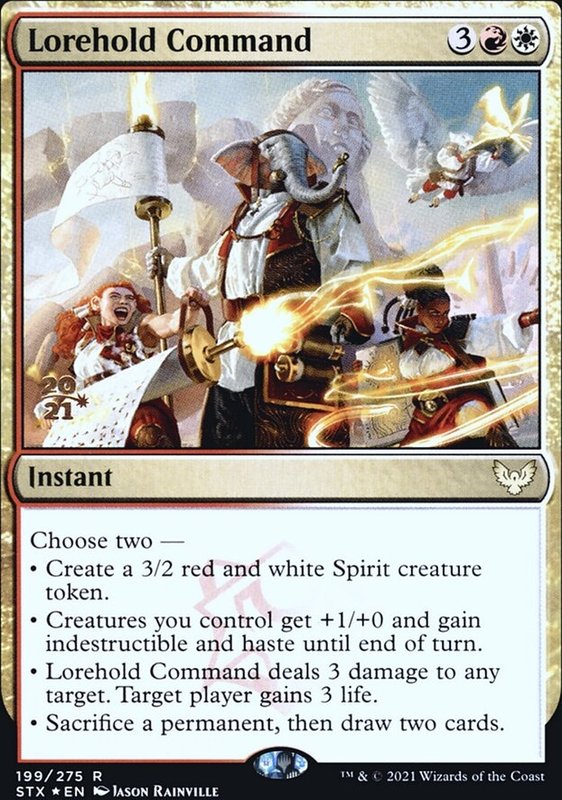 Lorehold Command
3
20
21
Instant
Choose two —
• Create a 3/2 red and white Spirit creature
token.
• Creatures you control get +1/+0 and gain
indestructible and haste until end of turn.
• Lorehold Command deals 3 damage to any
target. Target player gains 3 life.
• Sacrifice a permanent, then draw two cards.
199/275 R
STX ★ EN Jason Rainville
™ & © 2021 Wizards of the Coast